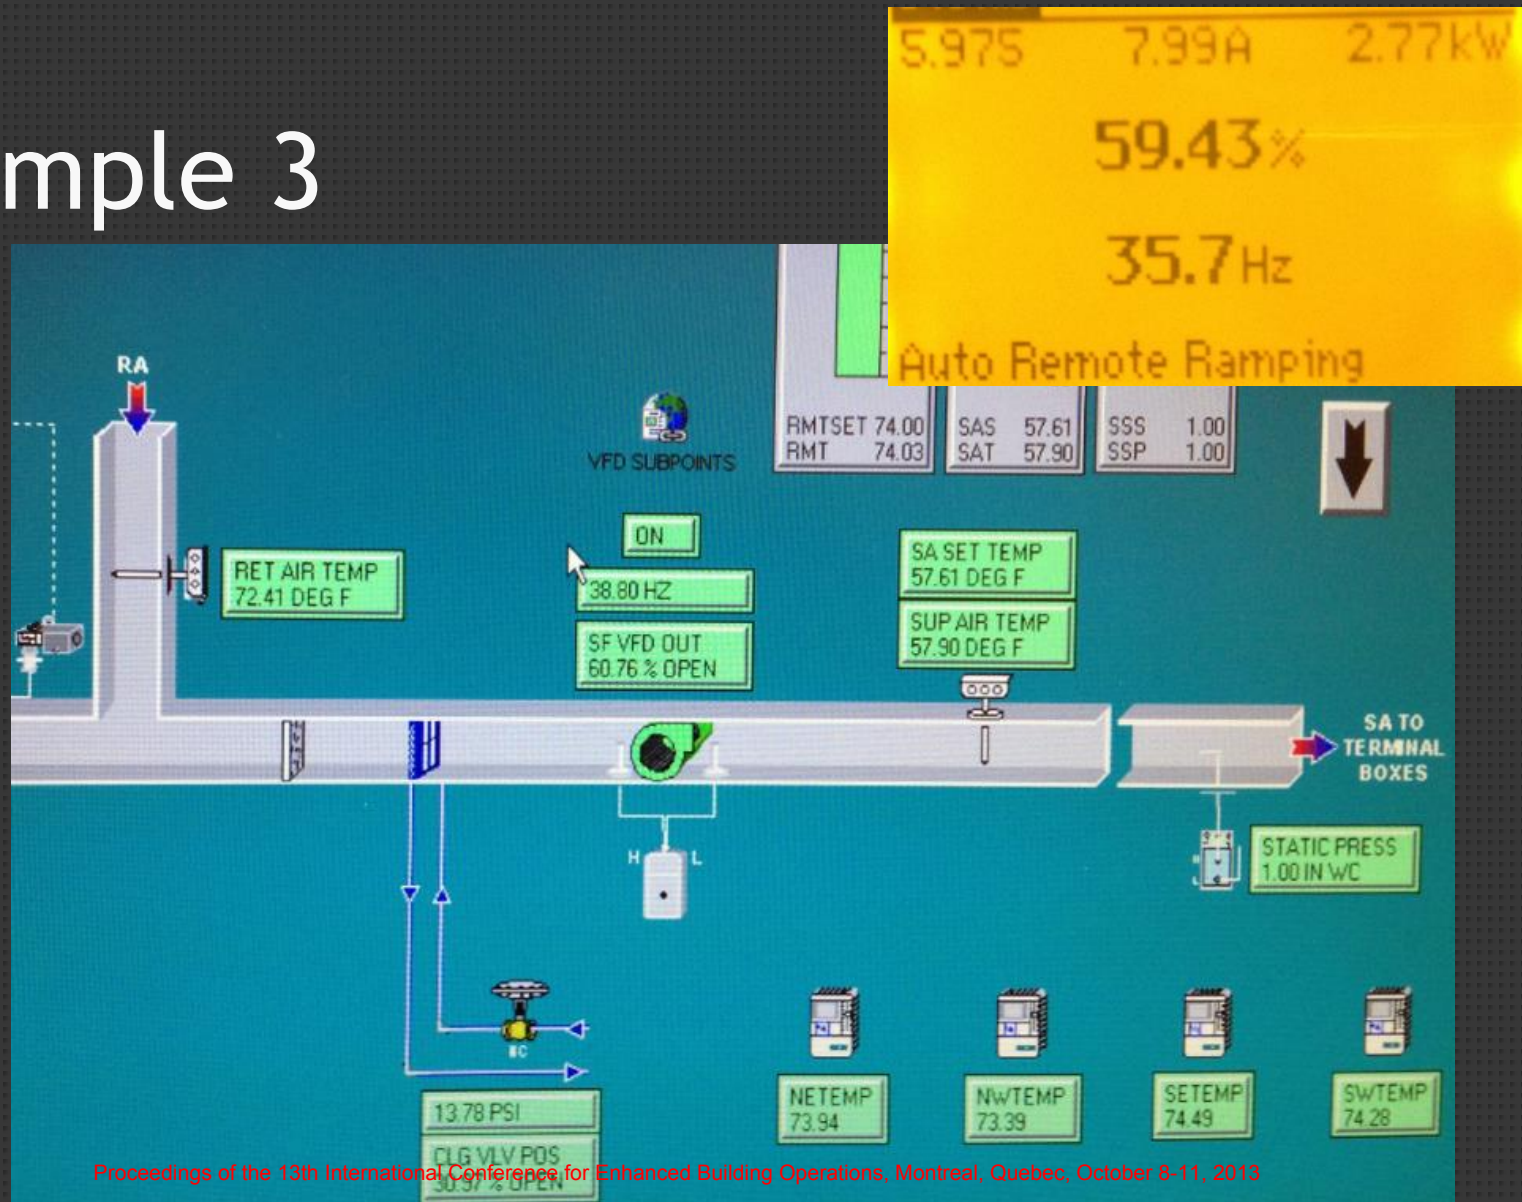 mple 3
5.975 7.99A 2.77kW
59.43%
35.7Hz
Auto Remote Ramping
RA
VFD SUBPOINTS
RMTSET 74.00
RMT 74.03
SAS 57.61
SAT 57.90
SSS 1.00
SSP 1.00
RET AIR TEMP
72.41 DEG F
ON
38.80 HZ
SF VFD OUT
60.76 % OPEN
SA SET TEMP
57.61 DEG F
SUP AIR TEMP
57.90 DEG F
SA TO
TERMINAL
BOXES
H L
STATIC PRESS
1.00 IN WC
NC
13.78 PSI
CLG VLV POS
30.97 % OPEN
NETEMP
73.94
NWTEMP
73.39
SETEMP
74.49
SWTEMP
74.28
Proceedings of the 13th International Conference for Enhanced Building Operations, Montreal, Quebec, October 8-11, 2013